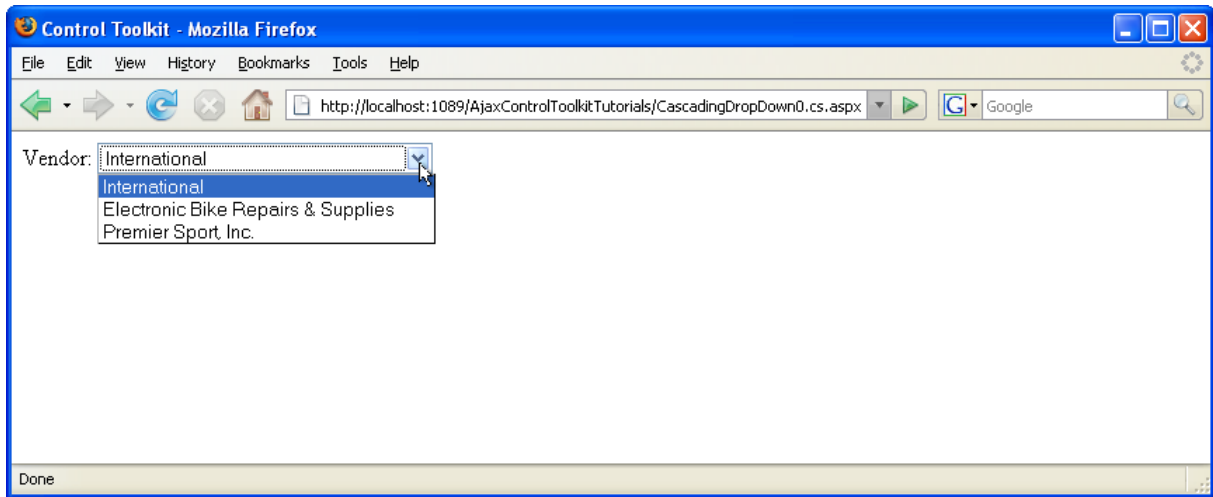 Control Toolkit - Mozilla Firefox
File Edit View History Bookmarks Tools Help
http://localhost:1089/AjaxControlToolkitTutorials/CascadingDropDown0.cs.aspx G Google
Vendor: International
International
Electronic Bike Repairs & Supplies
Premier Sport, Inc.
Done